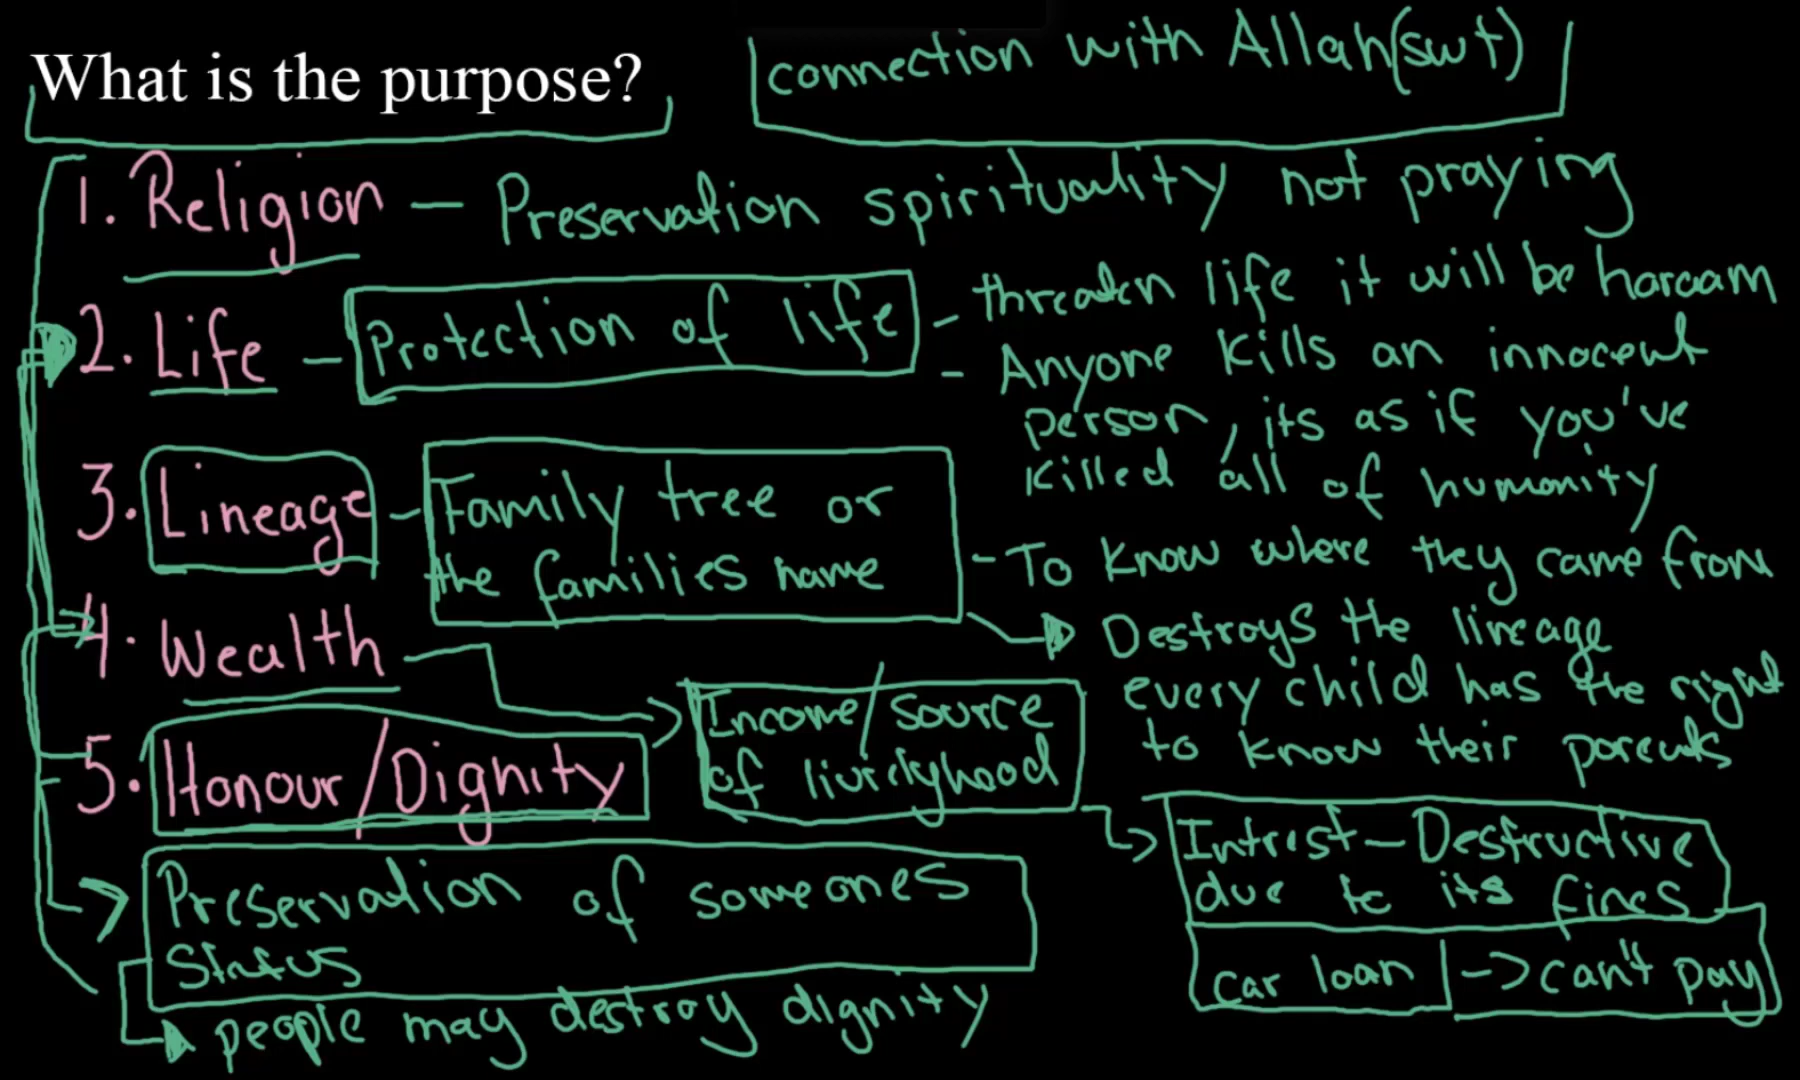 What is the purpose?
connection with Allah(swt)
1. Religion — Preservation spirituality not praying
2. Life — Protection of life
- threaten life it will be haraam
- Anyone kills an innocent
person, its as if you've
killed all of humanity
3. Lineage - Family tree or
the families name
- To know where they came from
Destroys the lineage
every child has the right
to know their parents
4. Wealth
Income/source
of
Intrest - Destructive
due to its fines
car loan -> can't pay
5. Honour/Dignity
Preservation of someones
Status
people may destroy dignity